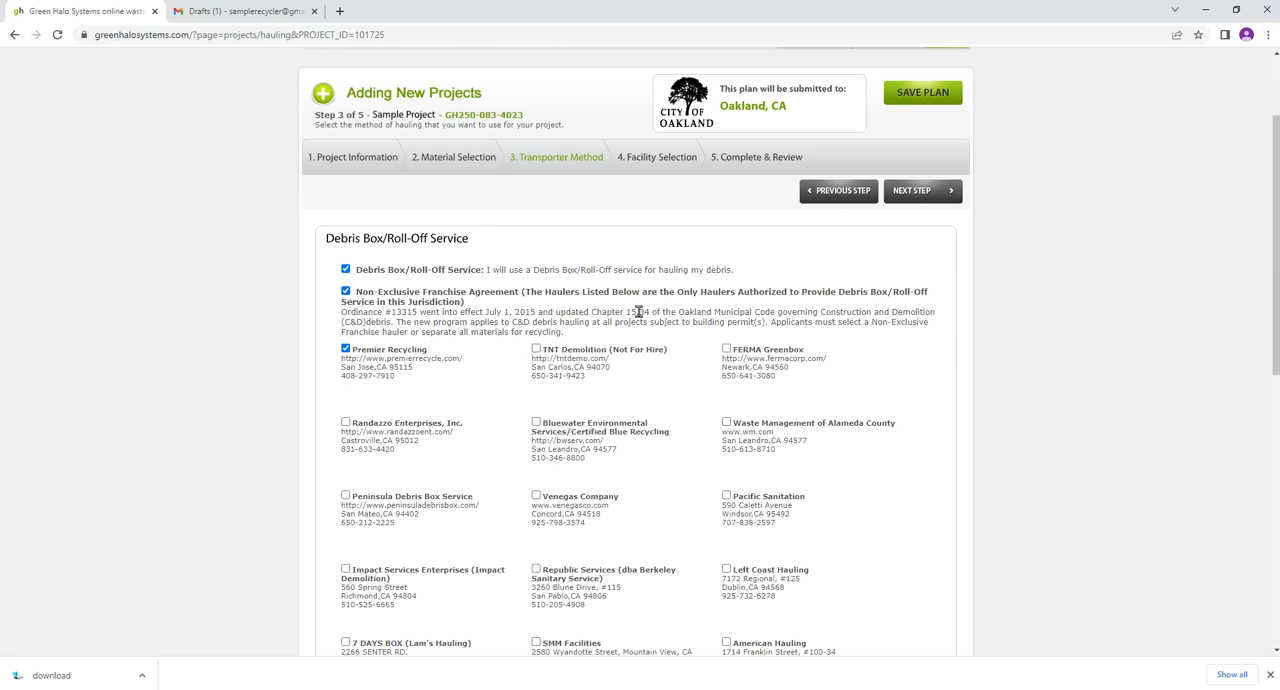 gh Green Halo Systems online wast
Drafts (1) - samplerecycler@gma
greenhalosystems.com/?page=projects/hauling&PROJECT_ID=101725
Adding New Projects
Step 3 of 5 - Sample Project - GH250-083-4023
Select the method of hauling that you want to use for your project.
CITY OF OAKLAND
This plan will be submitted to:
Oakland, CA
SAVE PLAN
1. Project Information 2. Material Selection 3. Transporter Method 4. Facility Selection 5. Complete & Review
PREVIOUS STEP NEXT STEP
Debris Box/Roll-Off Service
Debris Box/Roll-Off Service: I will use a Debris Box/Roll-Off service for hauling my debris.
Non-Exclusive Franchise Agreement (The Haulers Listed Below are the Only Haulers Authorized to Provide Debris Box/Roll-Off
Service in this Jurisdiction)
Ordinance #13315 went into effect July 1, 2015 and updated Chapter of the Oakland Municipal Code governing Construction and Demolition
(C&D)debris. The new program applies to C&D debris hauling at all projects subject to building permit(s). Applicants must select a Non-Exclusive
Franchise hauler or separate all materials for recycling.
Premier Recycling
http://www.premierrecycle.com/
San Jose,CA 95115
408-297-7910
TNT Demolition (Not For Hire)
http://tntdemo.com/
San Carlos,CA 94070
650-341-9423
FERMA Greenbox
http://www.fermacorp.com/
Newark,CA 94560
650-641-3080
Randazzo Enterprises, Inc.
http://www.randazzoent.com/
Castroville,CA 95012
831-633-4420
Bluewater Environmental
Services/Certified Blue Recycling
http://bwserv.com/
San Leandro,CA 94577
510-346-8800
Waste Management of Alameda County
www.wm.com
San Leandro,CA 94577
510-613-8710
Peninsula Debris Box Service
http://www.peninsuladebrisbox.com/
San Mateo,CA 94402
650-212-2225
Venegas Company
www.venegasco.com
Concord,CA 94518
925-798-3574
Pacific Sanitation
590 Caletti Avenue
Windsor,CA 95492
707-838-2597
Impact Services Enterprises (Impact
Demolition)
560 Spring Street
Richmond,CA 94804
510-525-6665
Republic Services (dba Berkeley
Sanitary Service)
3260 Blune Drive, #115
San Pablo,CA 94806
510-205-4908
Left Coast Hauling
7172 Regional, #125
Dublin,CA 94568
925-732-6278
7 DAYS BOX (Lam's Hauling)
2266 SENTER RD.
SMM Facilities
2580 Wyandotte Street, Mountain View, CA
American Hauling
1714 Franklin Street, #100-34
download
Show all